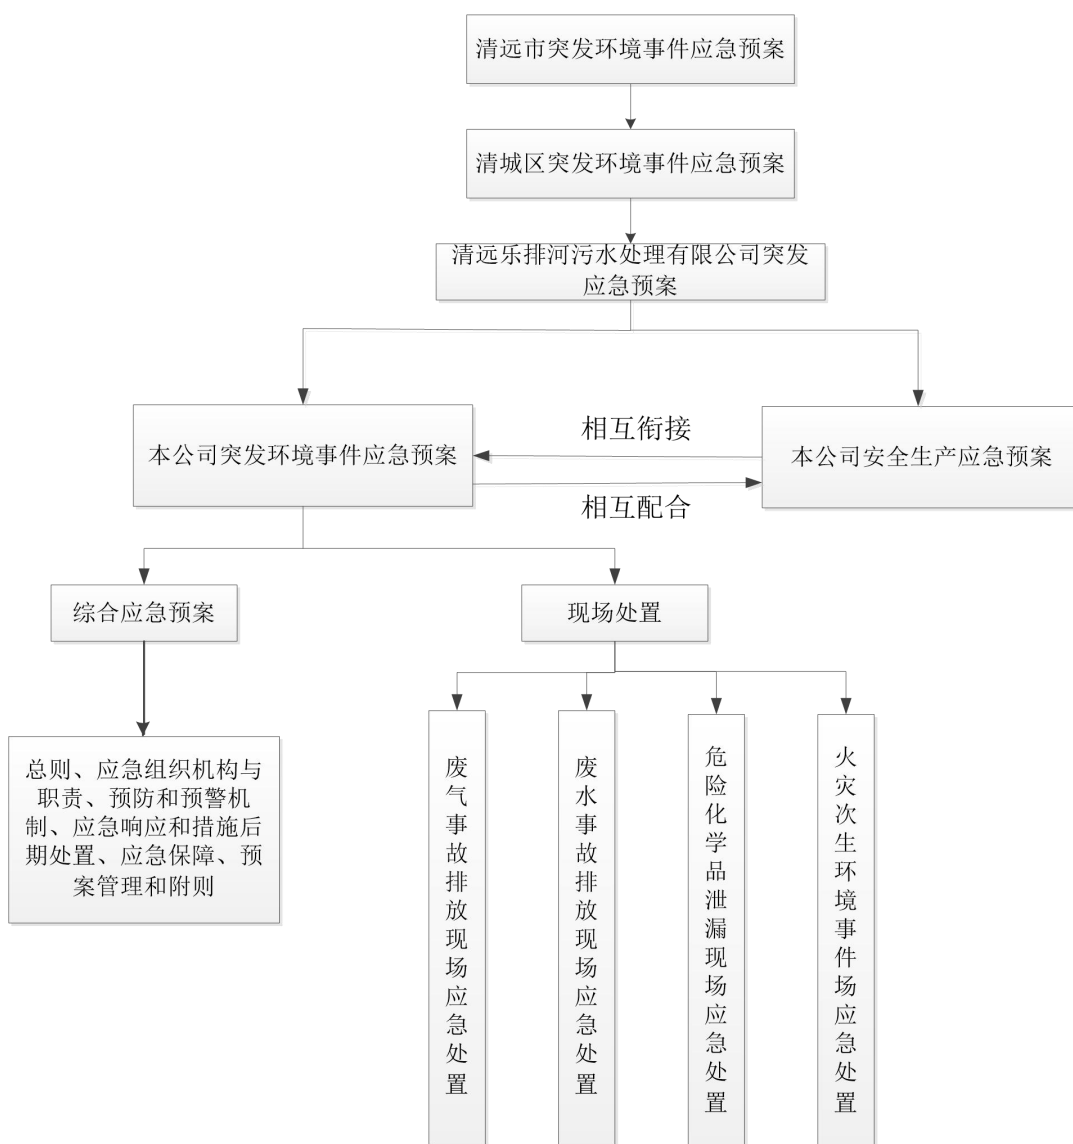 清远市突发环境事件应急预案
清城区突发环境事件应急预案
清远乐排河污水处理有限公司突发
应急预案
相互衔接
本公司突发环境事件应急预案
本公司安全生产应急预案
相互配合
综合应急预案
现场处置
总则、应急组织机构与
职责、预防和预警机
制、应急响应和措施后
期处置、应急保障、预
案管理和附则
废气事故排放现场应急处置
废水事故排放现场应急处置
危险化学品泄漏现场应急处置
火灾次生环境事件场应急处置